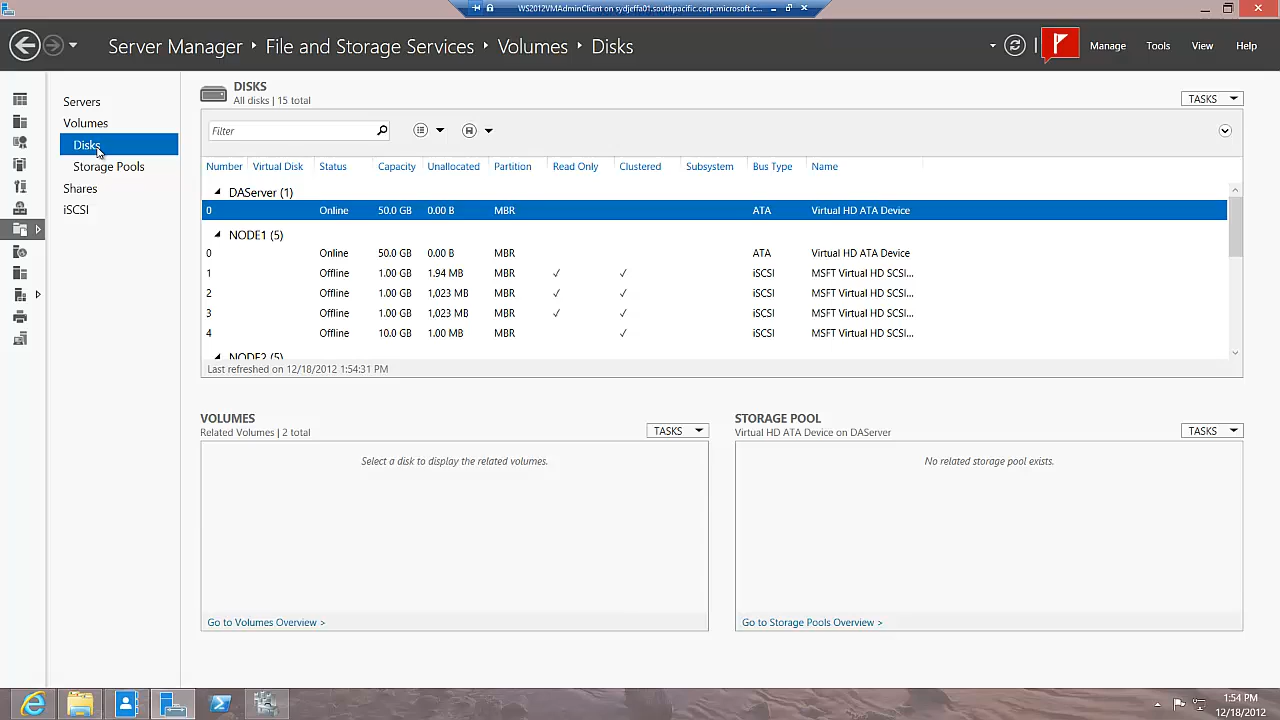 WS2012VMAdminClient on sydjeffa01.southpacific.corp.microsoft.c...
Server Manager ‣ File and Storage Services ‣ Volumes ‣ Disks
Manage Tools View Help
Servers
Volumes
Disks
Storage Pools
Shares
iSCSI
DISKS
All disks | 15 total
TASKS
Filter
Number Virtual Disk Status Capacity Unallocated Partition Read Only Clustered Subsystem Bus Type Name
DAServer (1)
0 Online 50.0 GB 0.00 B MBR ATA Virtual HD ATA Device
NODE1 (5)
0 Online 50.0 GB 0.00 B MBR ATA Virtual HD ATA Device
1 Offline 1.00 GB 1.94 MB MBR ✓ ✓ iSCSI MSFT Virtual HD SCSI...
2 Offline 1.00 GB 1,023 MB MBR ✓ ✓ iSCSI MSFT Virtual HD SCSI...
3 Offline 1.00 GB 1,023 MB MBR ✓ ✓ iSCSI MSFT Virtual HD SCSI...
4 Offline 10.0 GB 1.00 MB MBR ✓ iSCSI MSFT Virtual HD SCSI...
NODE2 (5)
Last refreshed on 12/18/2012 1:54:31 PM
VOLUMES
Related Volumes | 2 total
TASKS
Select a disk to display the related volumes.
Go to Volumes Overview >
STORAGE POOL
Virtual HD ATA Device on DAServer
TASKS
No related storage pool exists.
Go to Storage Pools Overview >
1:54 PM
12/18/2012